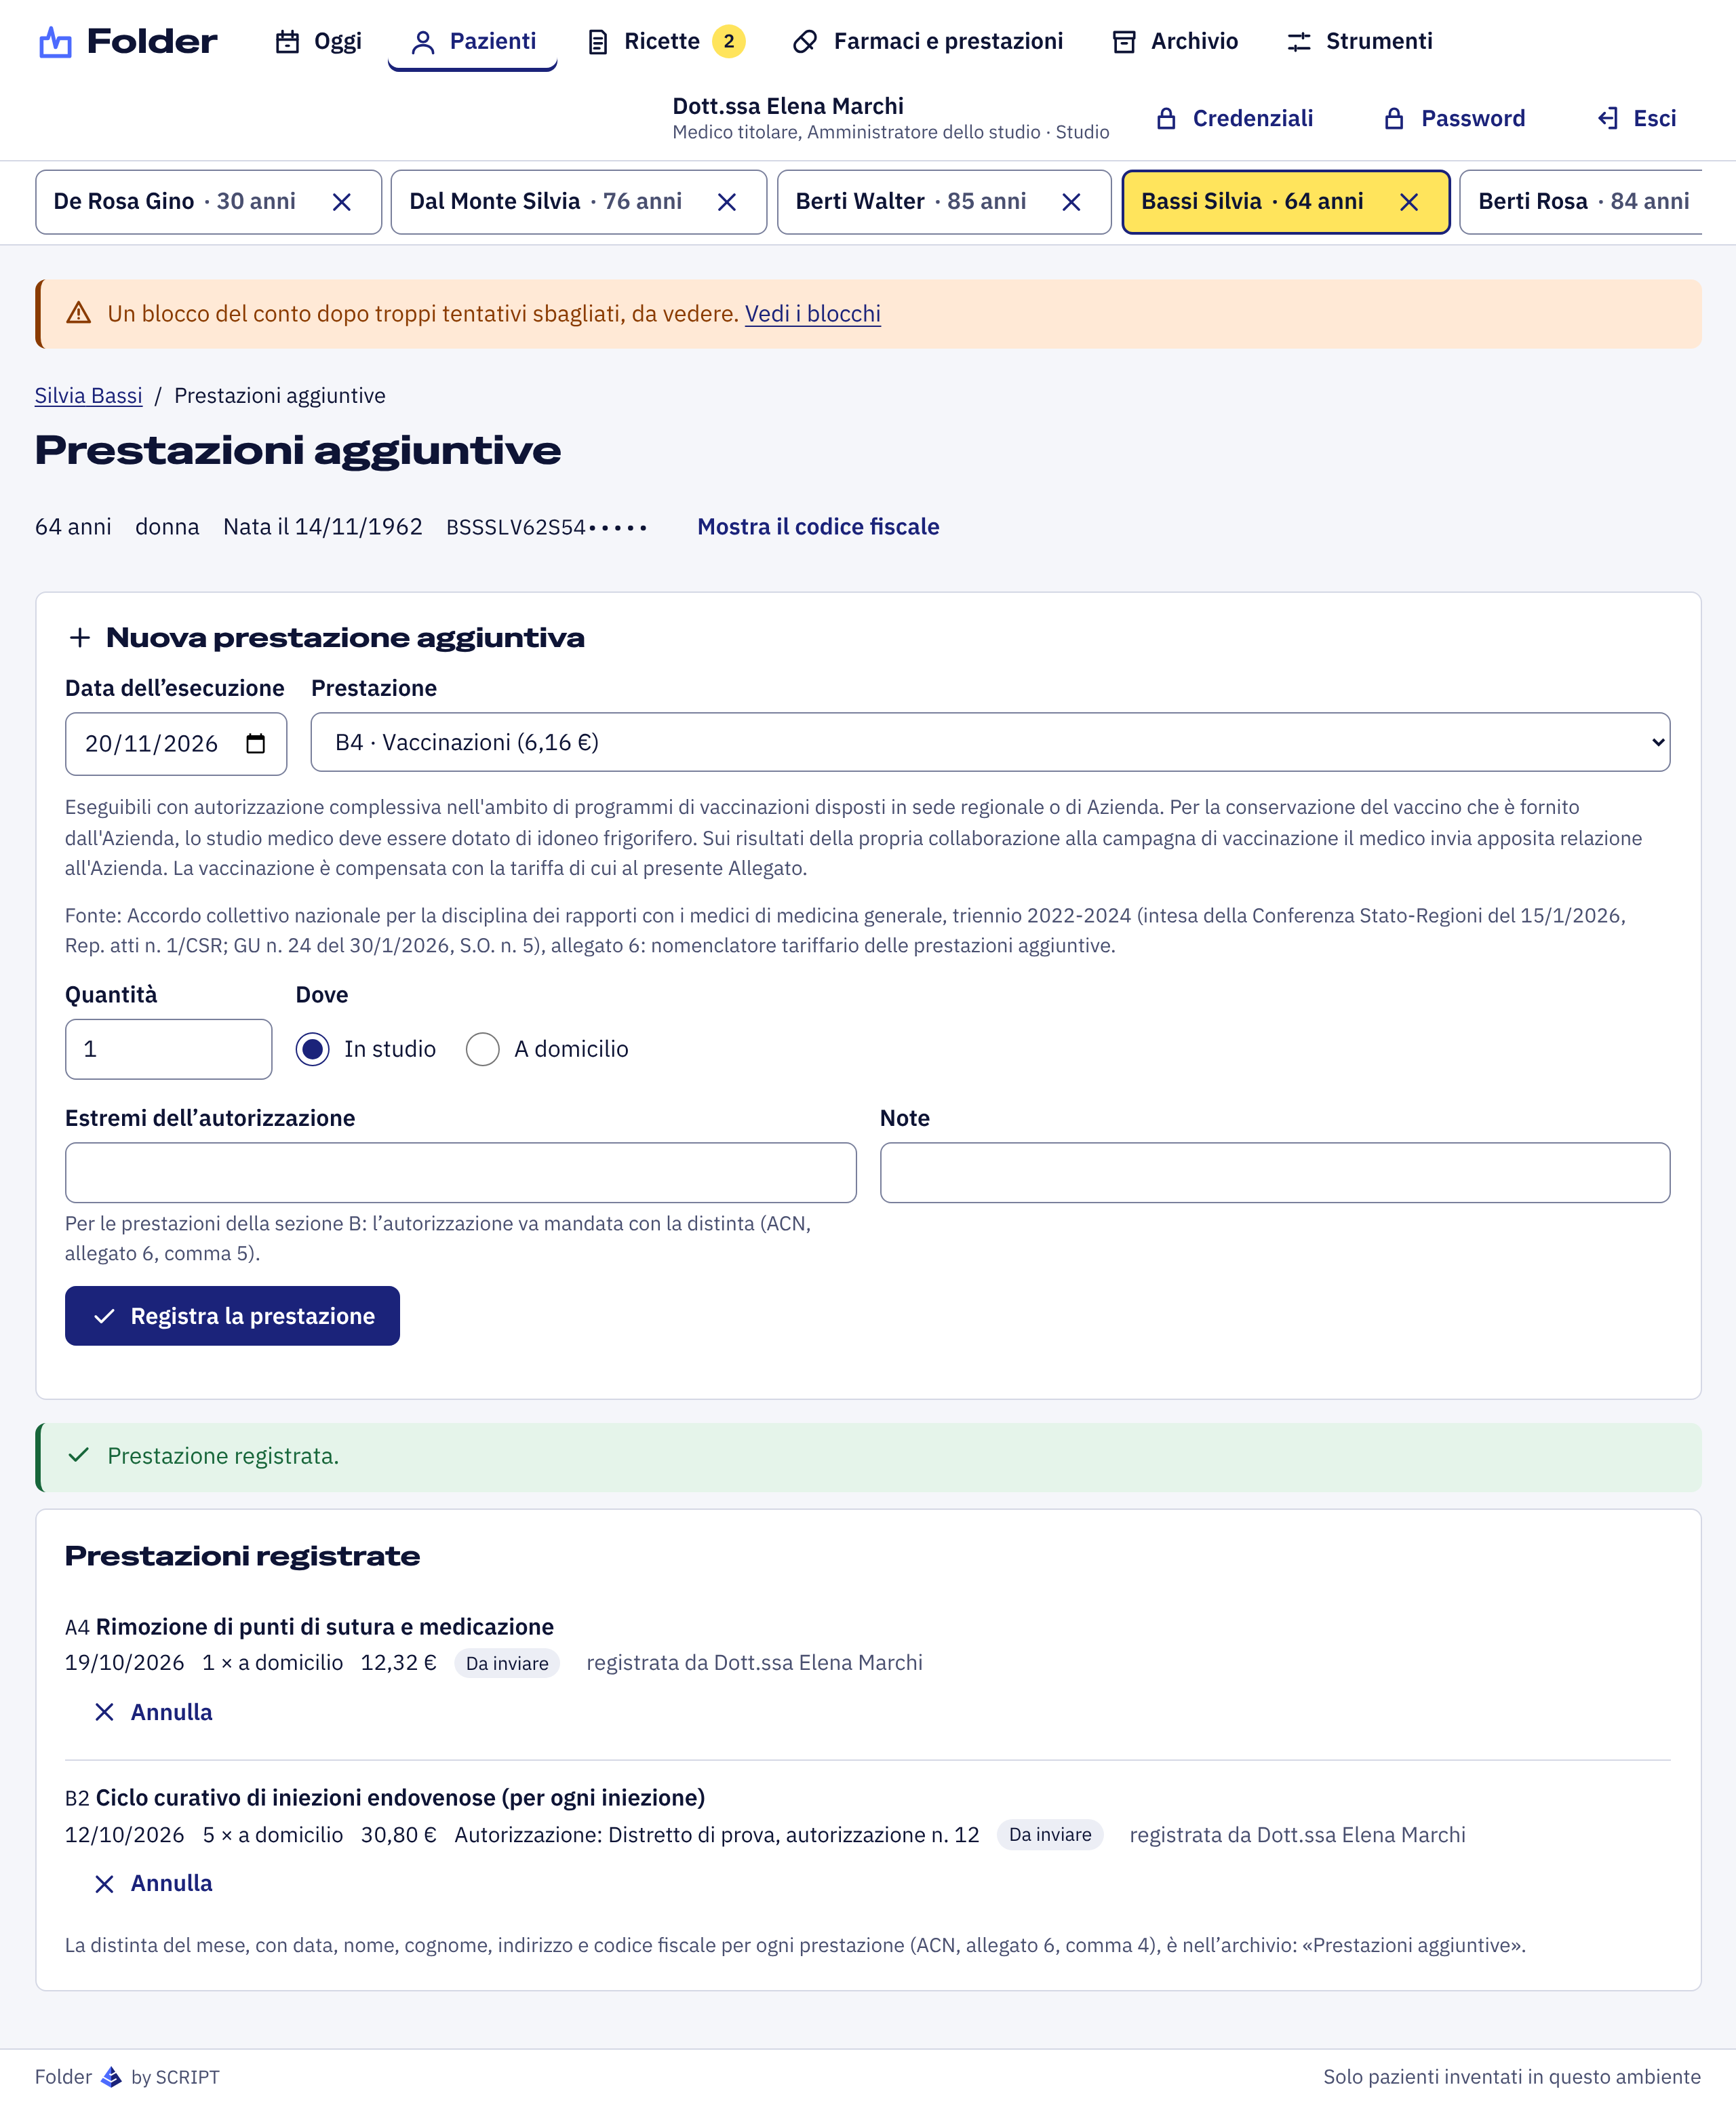 Folder
Oggi
Pazienti
Ricette 2
Farmaci e prestazioni
Archivio
Strumenti
Dott.ssa Elena Marchi
Medico titolare, Amministratore dello studio · Studio
Credenziali
Password
Esci
De Rosa Gino · 30 anni
Dal Monte Silvia · 76 anni
Berti Walter · 85 anni
Bassi Silvia · 64 anni
Berti Rosa · 84 anni
Un blocco del conto dopo troppi tentativi sbagliati, da vedere. Vedi i blocchi
Silvia Bassi / Prestazioni aggiuntive
Prestazioni aggiuntive
64 anni donna Nata il 14/11/1962 BSSSLV62S54••••• Mostra il codice fiscale
Nuova prestazione aggiuntiva
Data dell’esecuzione Prestazione
20/11/2026 B4 · Vaccinazioni (6,16 €)
Eseguibili con autorizzazione complessiva nell'ambito di programmi di vaccinazioni disposti in sede regionale o di Azienda. Per la conservazione del vaccino che è fornito
dall'Azienda, lo studio medico deve essere dotato di idoneo frigorifero. Sui risultati della propria collaborazione alla campagna di vaccinazione il medico invia apposita relazione
all'Azienda. La vaccinazione è compensata con la tariffa di cui al presente Allegato.
Fonte: Accordo collettivo nazionale per la disciplina dei rapporti con i medici di medicina generale, triennio 2022-2024 (intesa della Conferenza Stato-Regioni del 15/1/2026,
Rep. atti n. 1/CSR; GU n. 24 del 30/1/2026, S.O. n. 5), allegato 6: nomenclatore tariffario delle prestazioni aggiuntive.
Quantità Dove
1 In studio A domicilio
Estremi dell’autorizzazione Note
Per le prestazioni della sezione B: l’autorizzazione va mandata con la distinta (ACN,
allegato 6, comma 5).
Registra la prestazione
Prestazione registrata.
Prestazioni registrate
A4 Rimozione di punti di sutura e medicazione
19/10/2026 1 × a domicilio 12,32 € Da inviare registrata da Dott.ssa Elena Marchi
Annulla
B2 Ciclo curativo di iniezioni endovenose (per ogni iniezione)
12/10/2026 5 × a domicilio 30,80 € Autorizzazione: Distretto di prova, autorizzazione n. 12 Da inviare registrata da Dott.ssa Elena Marchi
Annulla
La distinta del mese, con data, nome, cognome, indirizzo e codice fiscale per ogni prestazione (ACN, allegato 6, comma 4), è nell’archivio: «Prestazioni aggiuntive».
Folder by SCRIPT
Solo pazienti inventati in questo ambiente